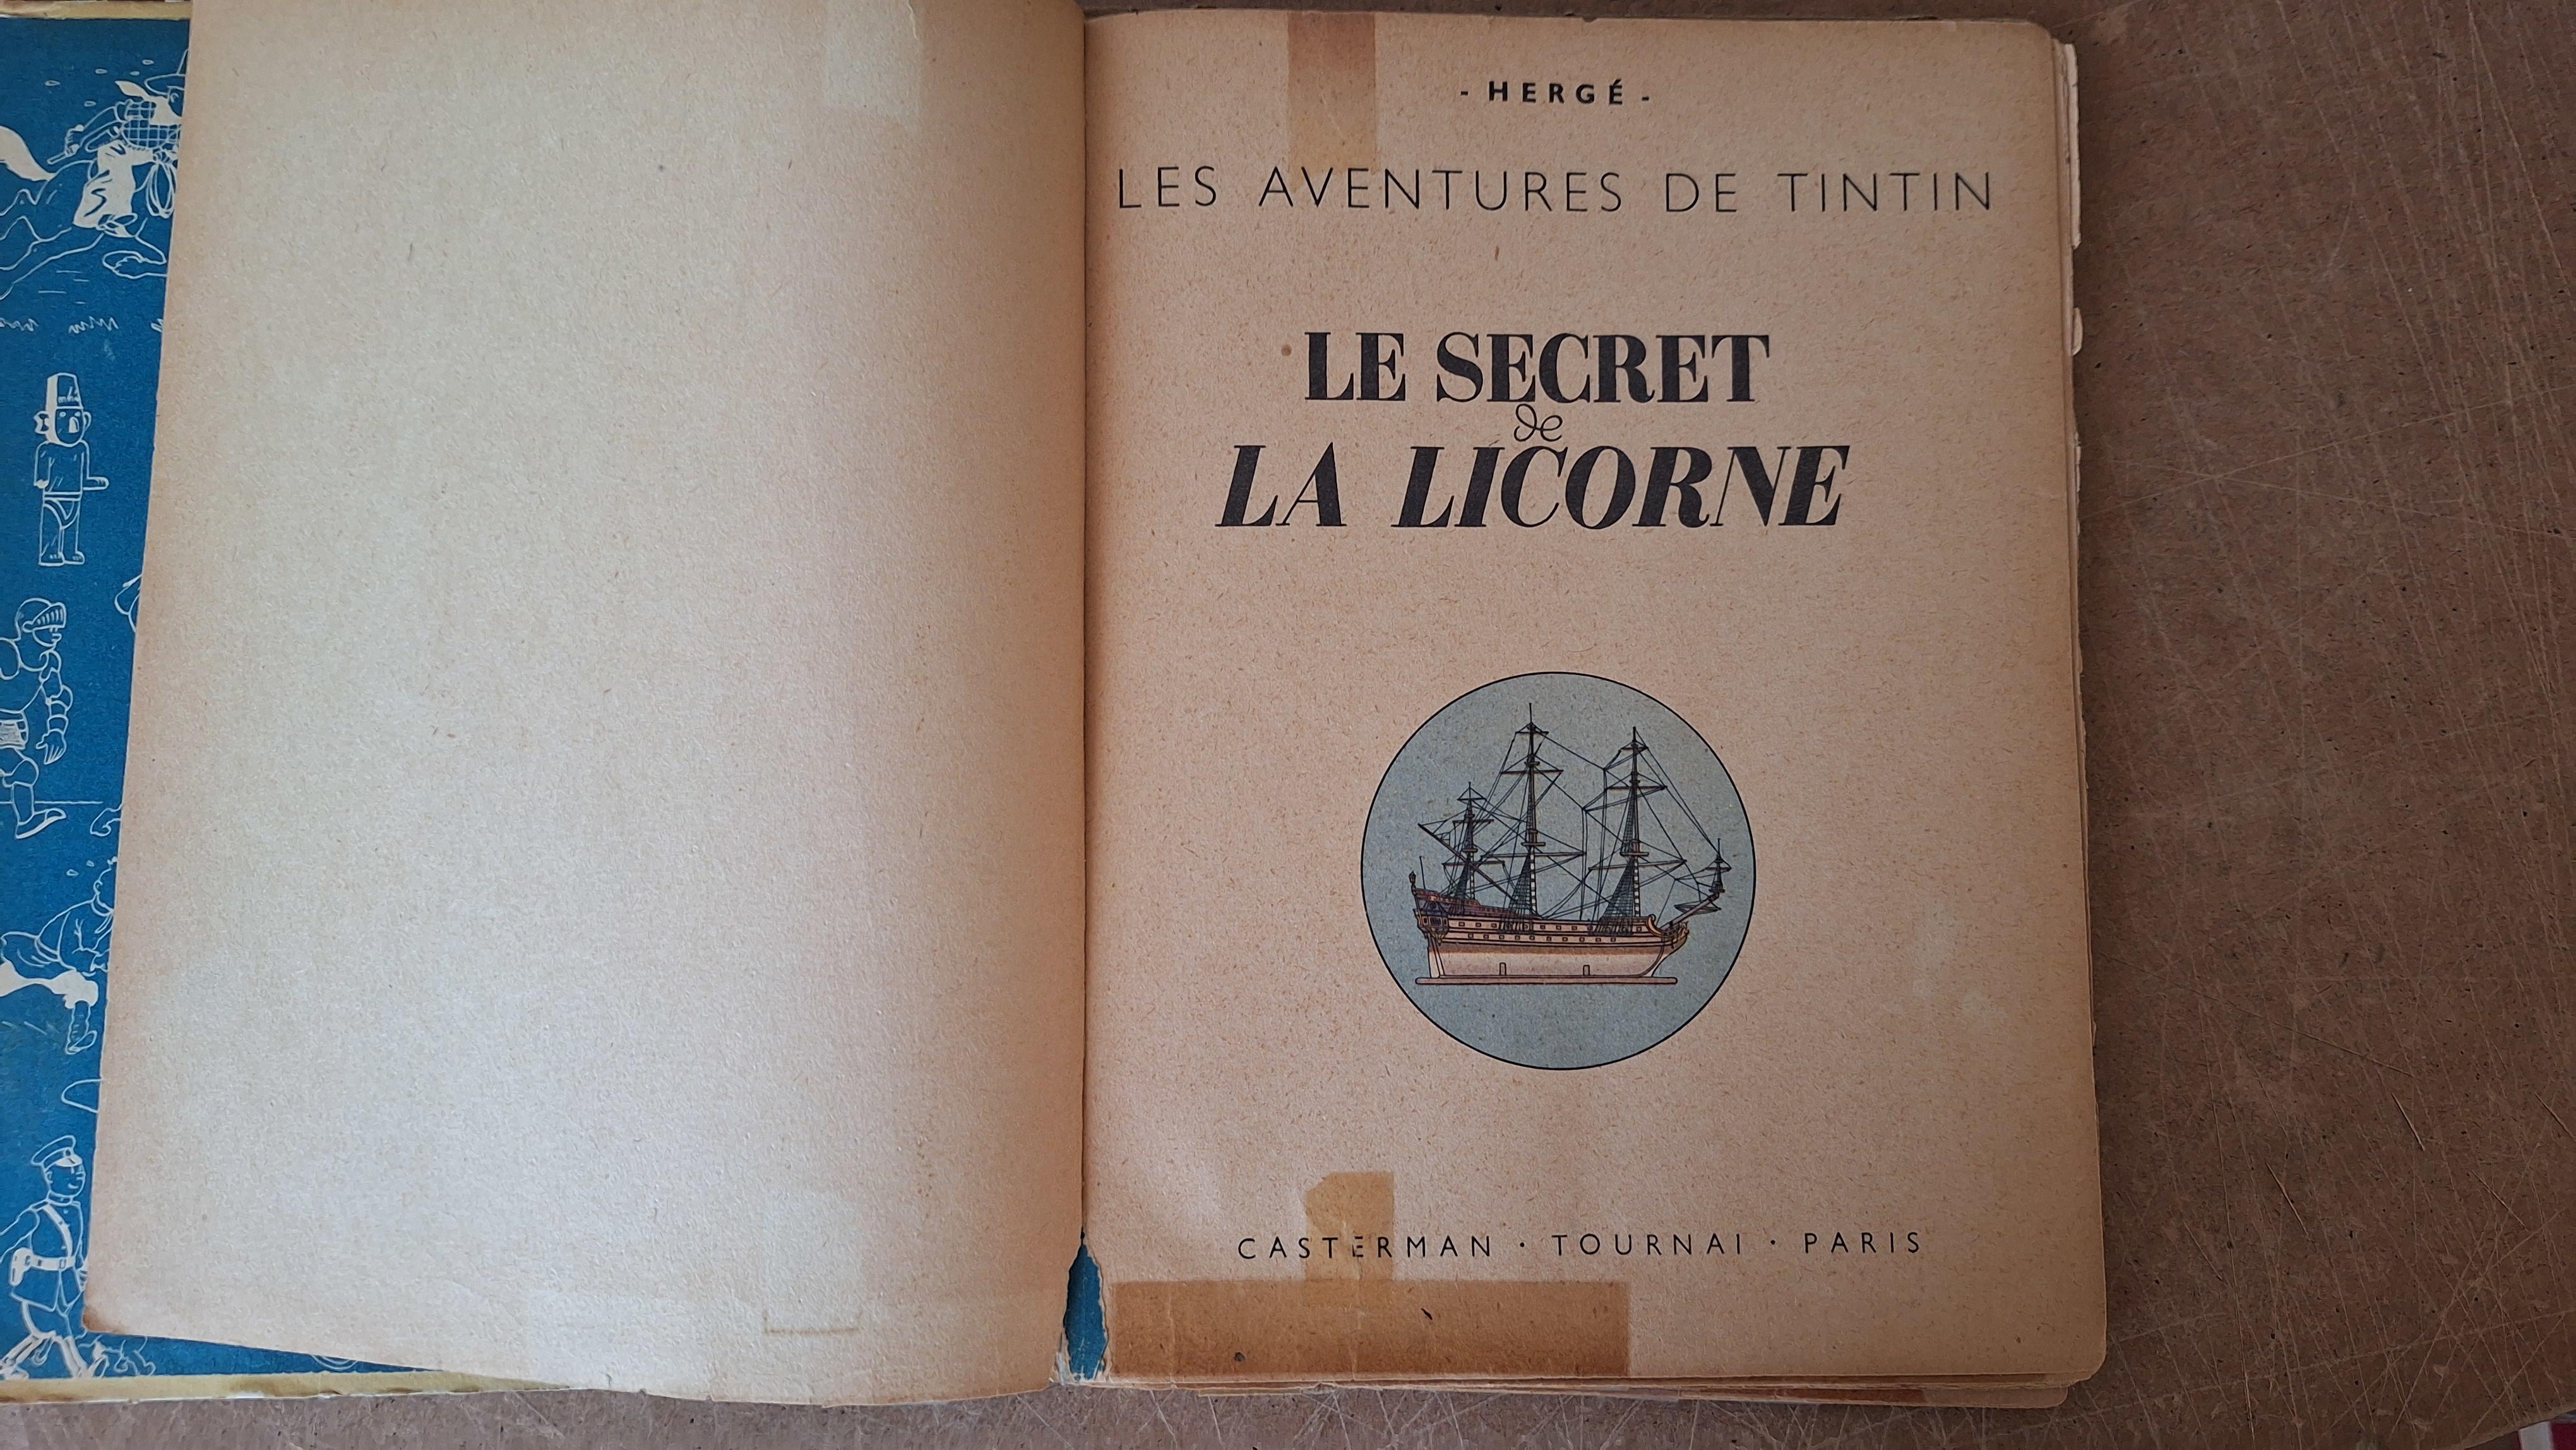 - HERGÉ -
LES AVENTURES DE TINTIN
LE SECRET
de
LA LICORNE
CASTERMAN · TOURNAI · PARIS